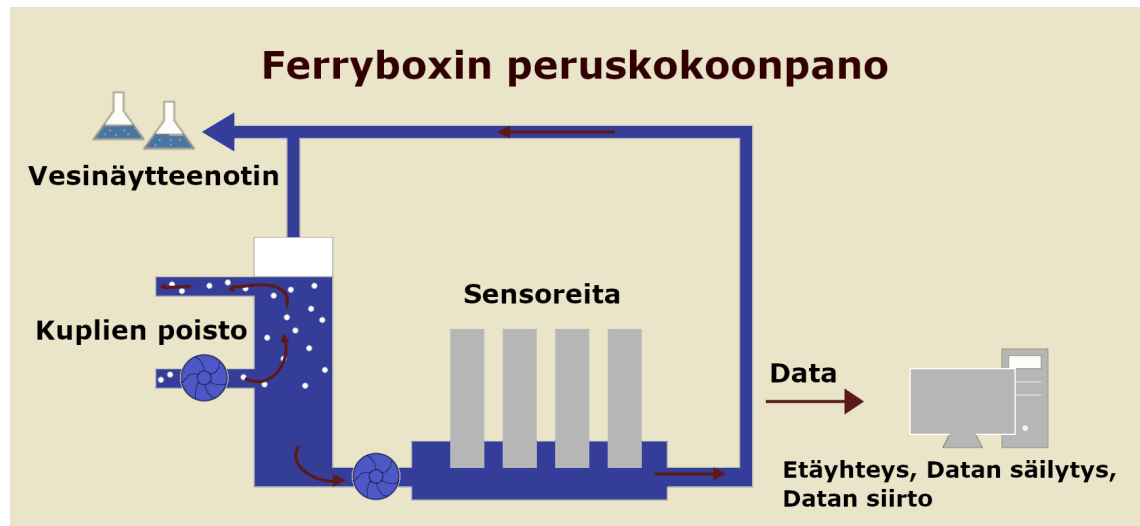 Ferryboxin peruskokoonpano
Vesinäytteenotin
Sensoreita
Kuplien poisto
Data
Etäyhteys, Datan säilytys,
Datan siirto